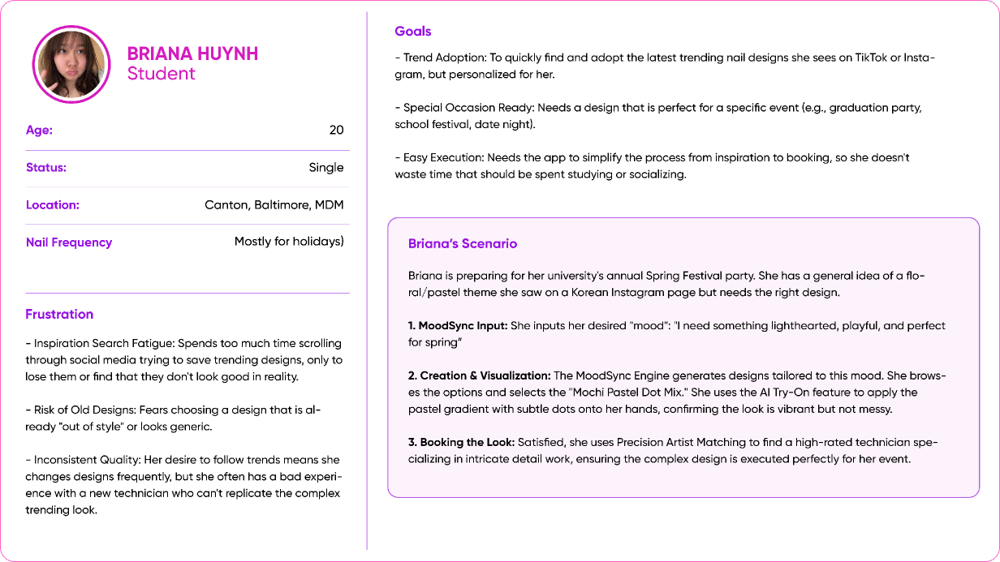 BRIANA HUYNH
Student
Age:
20
Status:
Single
Location:
Canton, Baltimore, MDM
Nail Frequency
Mostly for holidays)
Frustration
- Inspiration Search Fatigue: Spends too much time scrolling
through social media trying to save trending designs, only to
lose them or find that they don't look good in reality.
- Risk of Old Designs: Fears choosing a design that is al-
ready "out of style" or looks generic.
- Inconsistent Quality: Her desire to follow trends means she
changes designs frequently, but she often has a bad experi-
ence with a new technician who can't replicate the complex
trending look.
Goals
- Trend Adoption: To quickly find and adopt the latest trending nail designs she sees on TikTok or Insta-
gram, but personalized for her.
- Special Occasion Ready: Needs a design that is perfect for a specific event (e.g., graduation party,
school festival, date night).
- Easy Execution: Needs the app to simplify the process from inspiration to booking, so she doesn't
waste time that should be spent studying or socializing.
Briana's Scenario
Briana is preparing for her university's annual Spring Festival party. She has a general idea of a flo-
ral/pastel theme she saw on a Korean Instagram page but needs the right design.
1. MoodSync Input: She inputs her desired "mood": "I need something lighthearted, playful, and perfect
for spring"
2. Creation & Visualization: The MoodSync Engine generates designs tailored to this mood. She brows-
es the options and selects the "Mochi Pastel Dot Mix." She uses the AI Try-On feature to apply the
pastel gradient with subtle dots onto her hands, confirming the look is vibrant but not messy.
3. Booking the Look: Satisfied, she uses Precision Artist Matching to find a high-rated technician spe-
cializing in intricate detail work, ensuring the complex design is executed perfectly for her event.